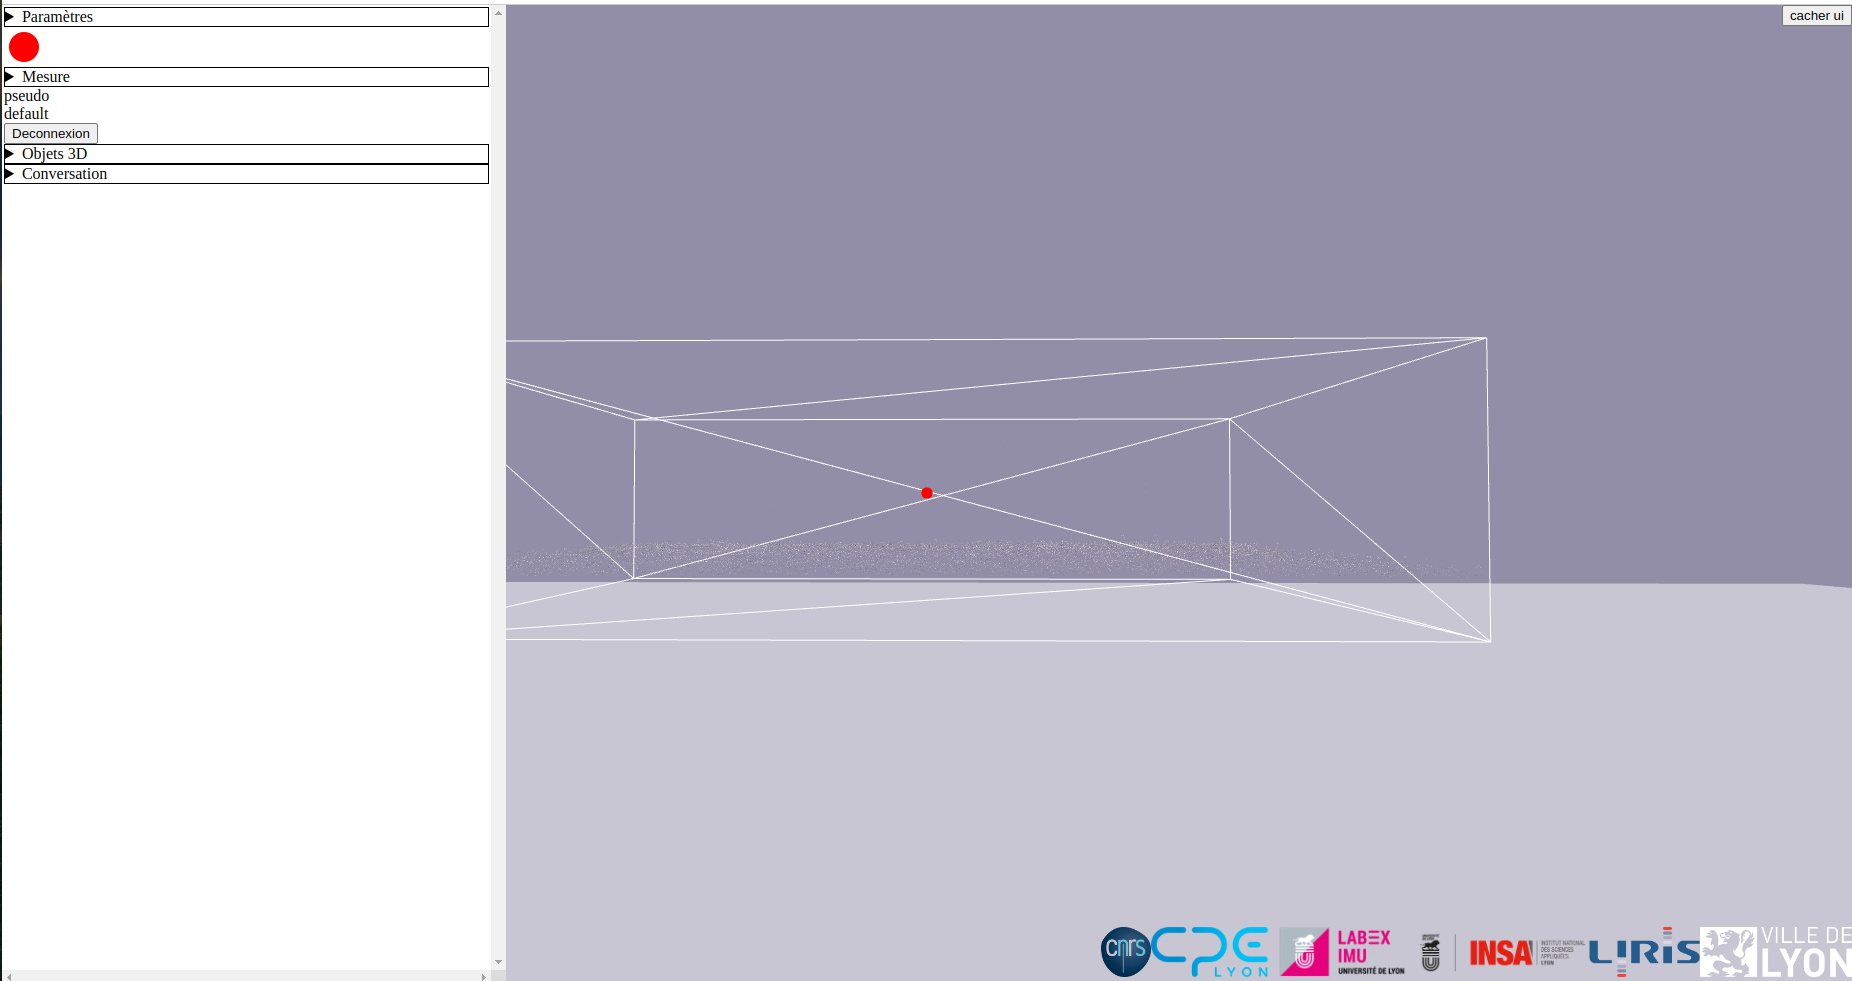 Paramètres
Mesure
pseudo
default
Deconnexion
Objets 3D
Conversation
cacher ui
cnrs
CPE
LYON
LABEX
IMU
UNIVERSITÉ DE LYON
INSA
INSTITUT NATIONAL
DES SCIENCES
APPLIQUÉES
LYON
LIRIS
VILLE DE
LYON